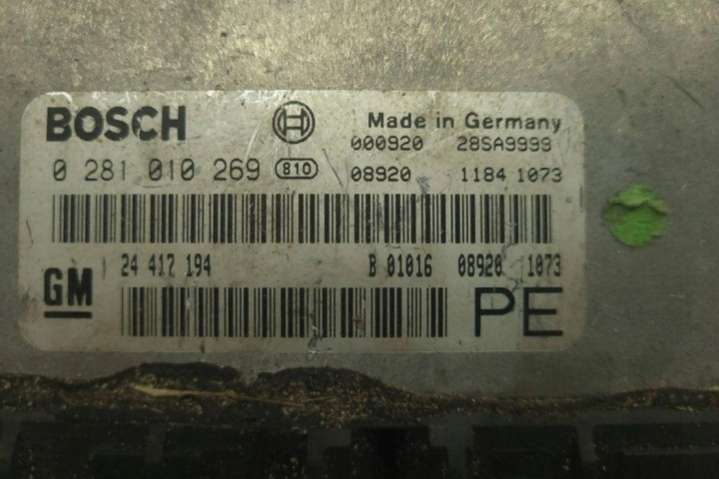 BOSCH Made in Germany
000920 28SA9999
0 281 010 269 810 08920 1184 1073
24 417 194 B 01016 08920 1073
GM PE